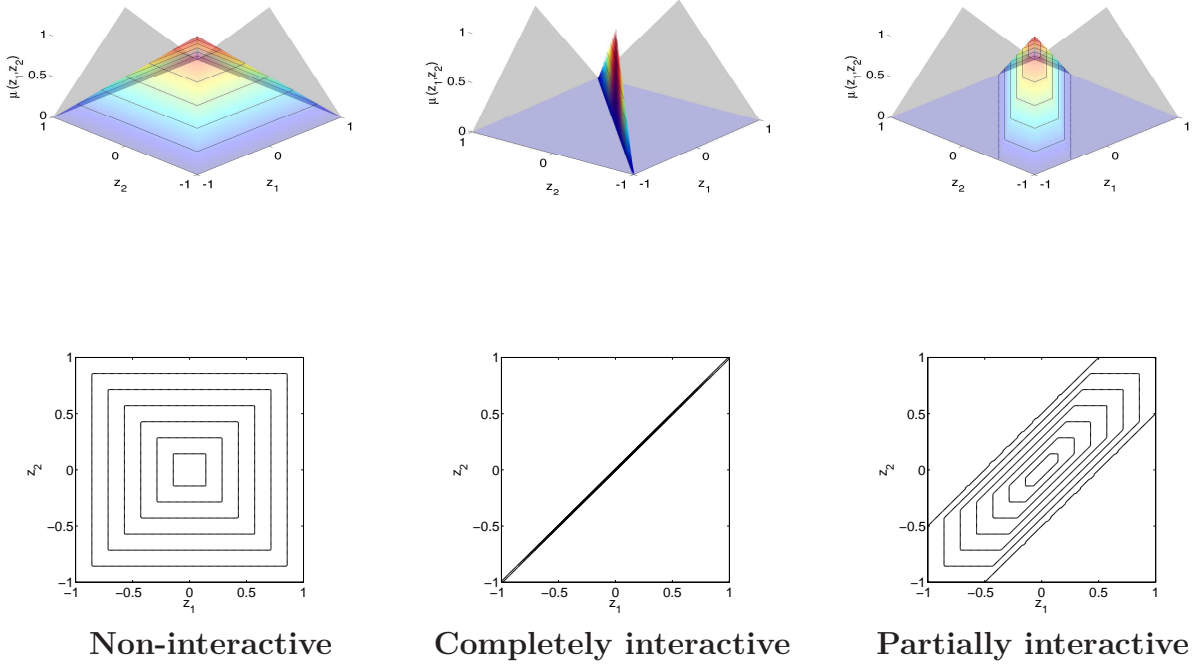 1
0.5
0
1
0
-1
-1
0
1
μ(z₁,z₂)
z₂
z₁
1
0.5
0
1
0
-1
-1
0
1
μ(z₁,z₂)
z₂
z₁
1
0.5
0
1
0
-1
-1
0
1
μ(z₁,z₂)
z₂
z₁
1
0.5
0
−0.5
−1
z₂
−1 −0.5 0 0.5 1
z₁
1
0.5
0
−0.5
−1
z₂
−1 −0.5 0 0.5 1
z₁
1
0.5
0
−0.5
−1
z₂
−1 −0.5 0 0.5 1
z₁
Non-interactive
Completely interactive
Partially interactive